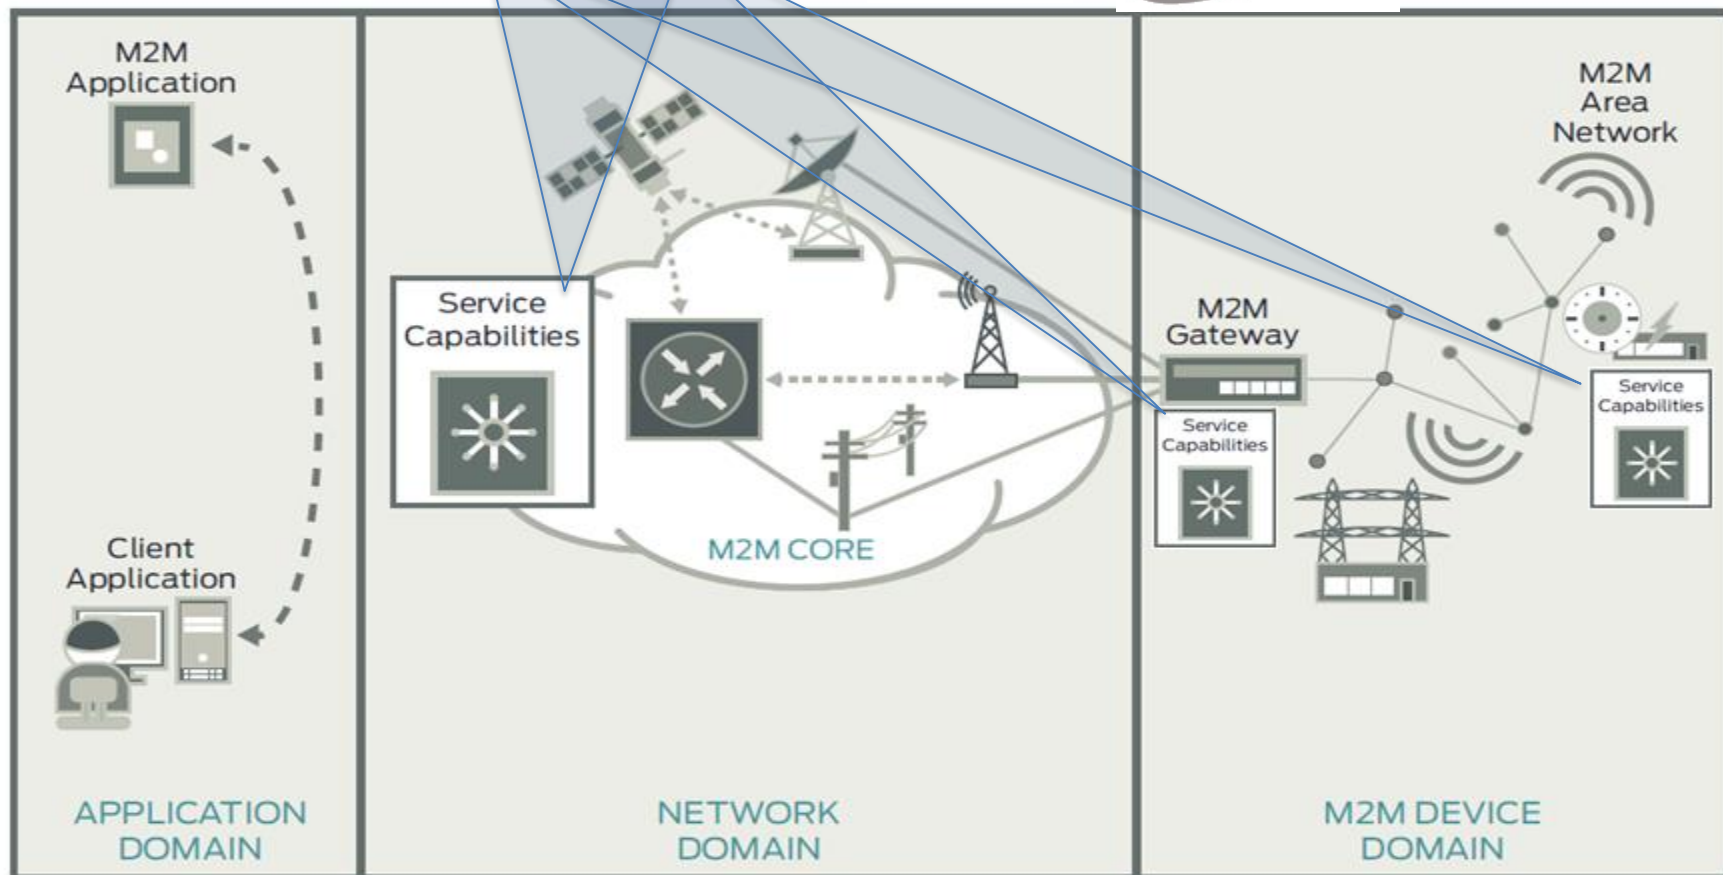 M2M
Application
Client
Application
APPLICATION
DOMAIN
Service
Capabilities
M2M CORE
NETWORK
DOMAIN
M2M
Area
Network
M2M
Gateway
Service
Capabilities
Service
Capabilities
M2M DEVICE
DOMAIN